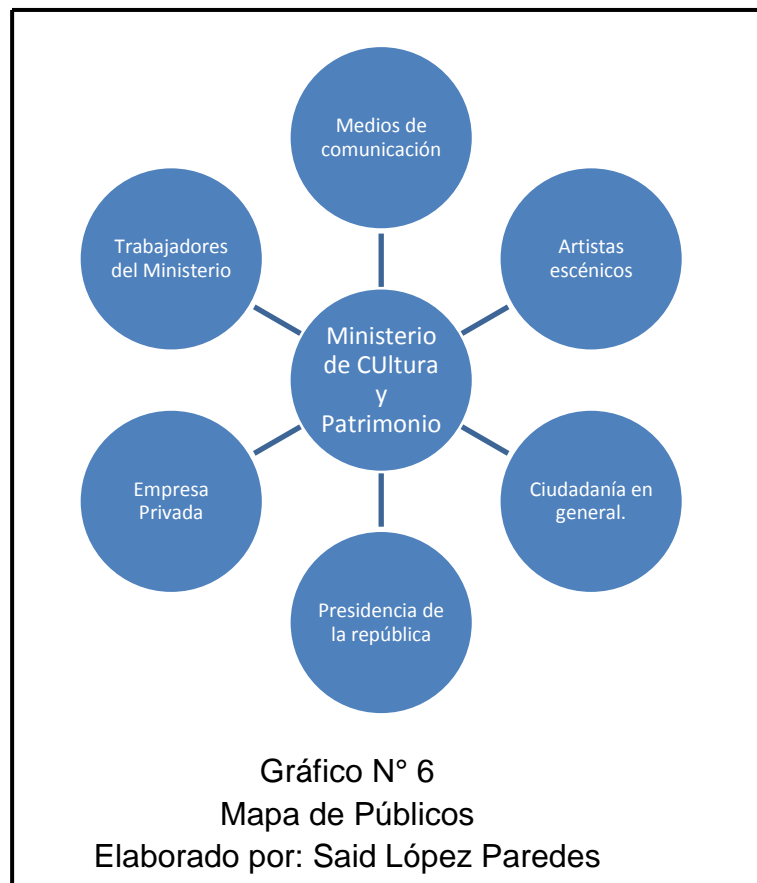 Medios de
comunicación
Trabajadores
del Ministerio
Artistas
escénicos
Ministerio
de CUltura
y
Patrimonio
Empresa
Privada
Ciudadanía en
general.
Presidencia de
la república
Gráfico N° 6
Mapa de Públicos
Elaborado por: Said López Paredes